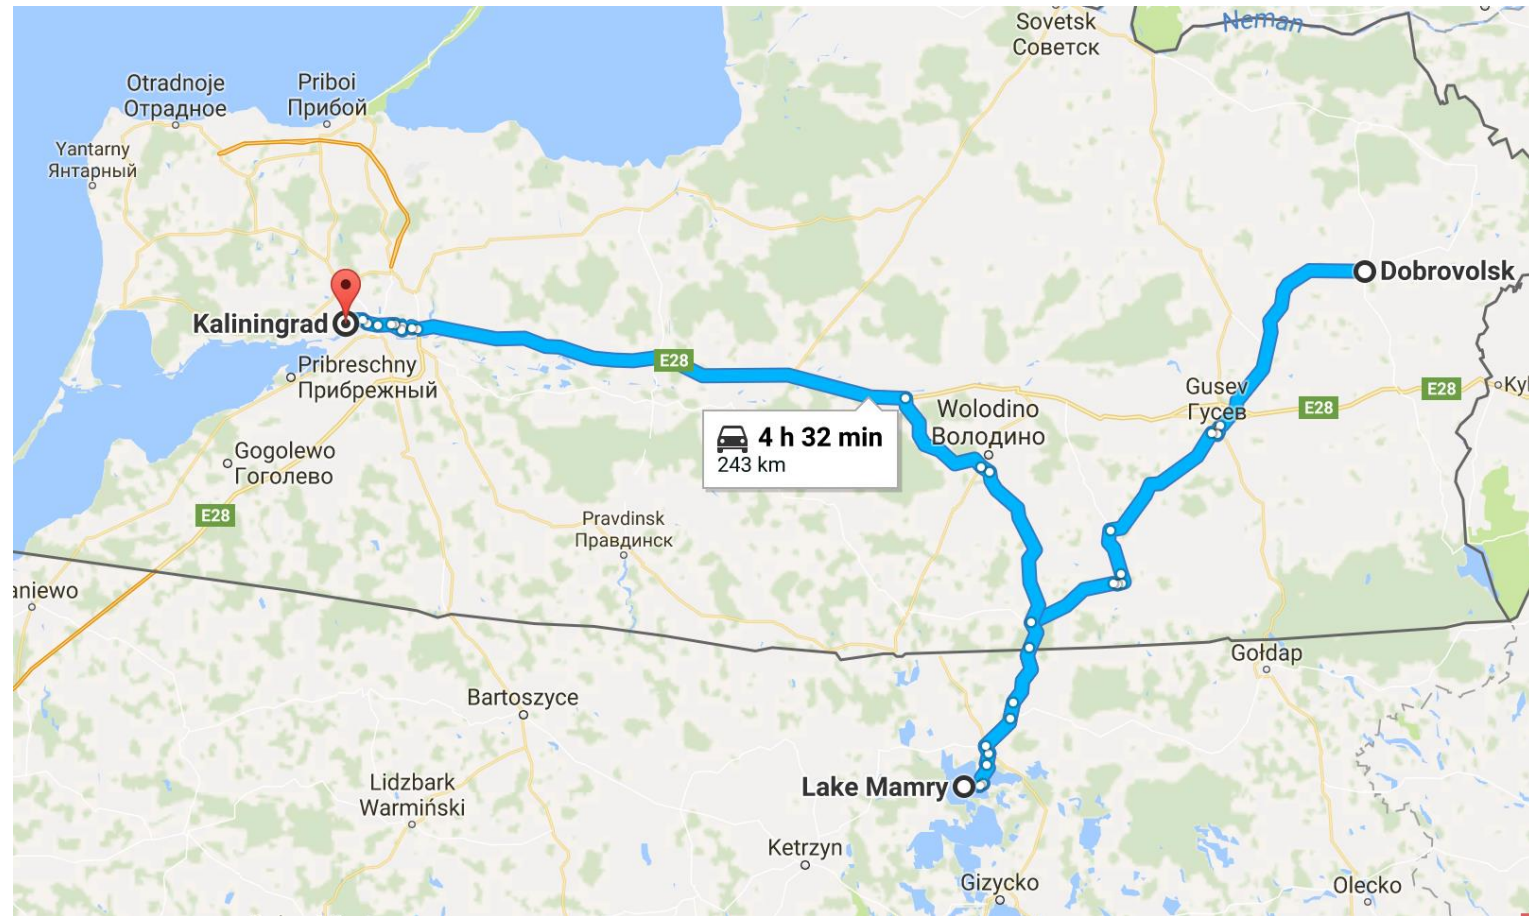 Sovetsk
Советск
Neman
Otradnoje
Отрадное
Priboi
Прибой
Yantarny
Янтарный
Dobrovolsk
Kaliningrad
Pribreschny
Прибрежный
E28
Gusev
Гусев
E28
E28
Wolodino
Володино
4 h 32 min
243 km
Gogolewo
Гоголево
E28
Pravdinsk
Правдинск
aniewo
Gołdap
Bartoszyce
Lidzbark
Warmiński
Lake Mamry
Ketrzyn
Gizycko
Olecko